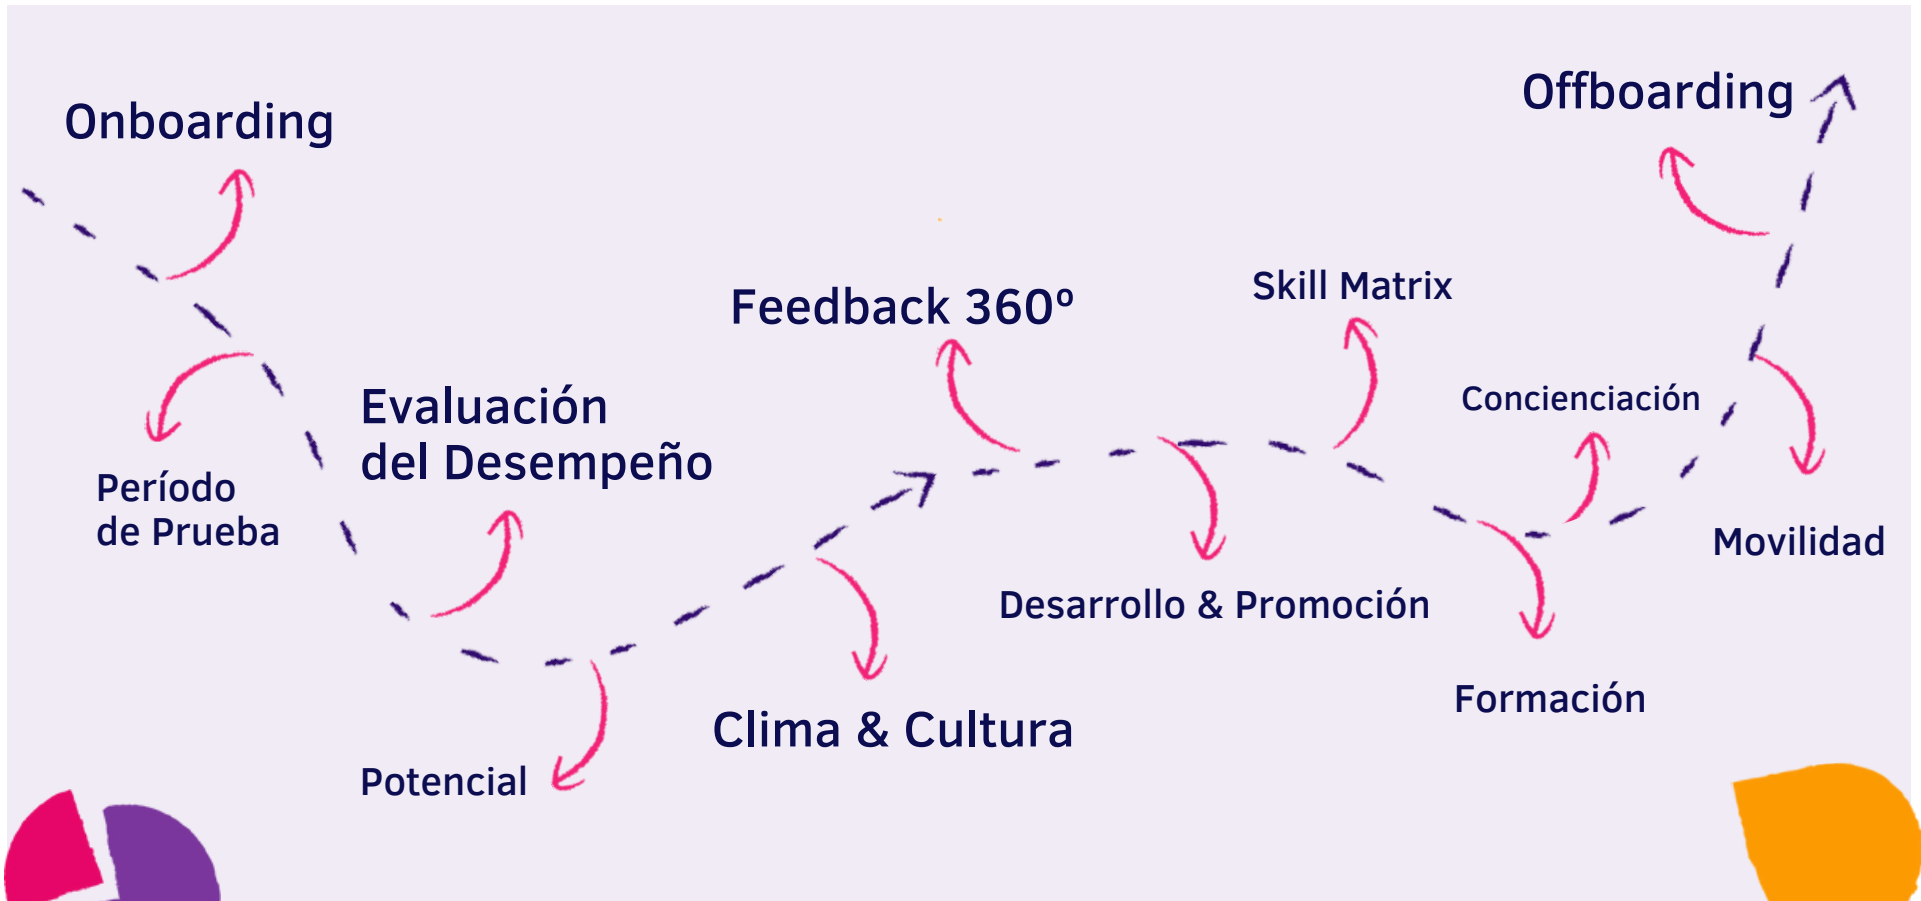 Onboarding
Período
de Prueba
Evaluación
del Desempeño
Potencial
Clima & Cultura
Feedback 360º
Desarrollo & Promoción
Skill Matrix
Formación
Concienciación
Movilidad
Offboarding